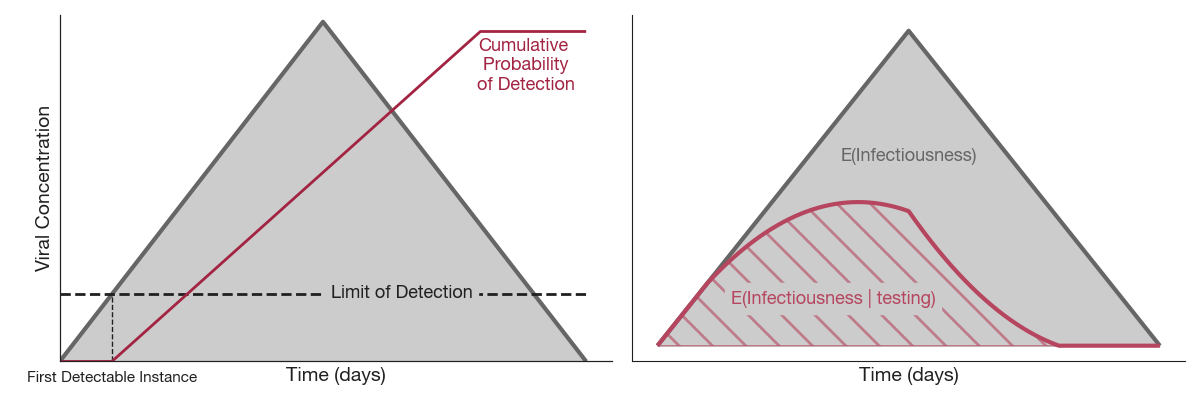 Viral Concentration
Cumulative
Probability
of Detection
Limit of Detection
First Detectable Instance
Time (days)
E(Infectiousness)
E(Infectiousness | testing)
Time (days)